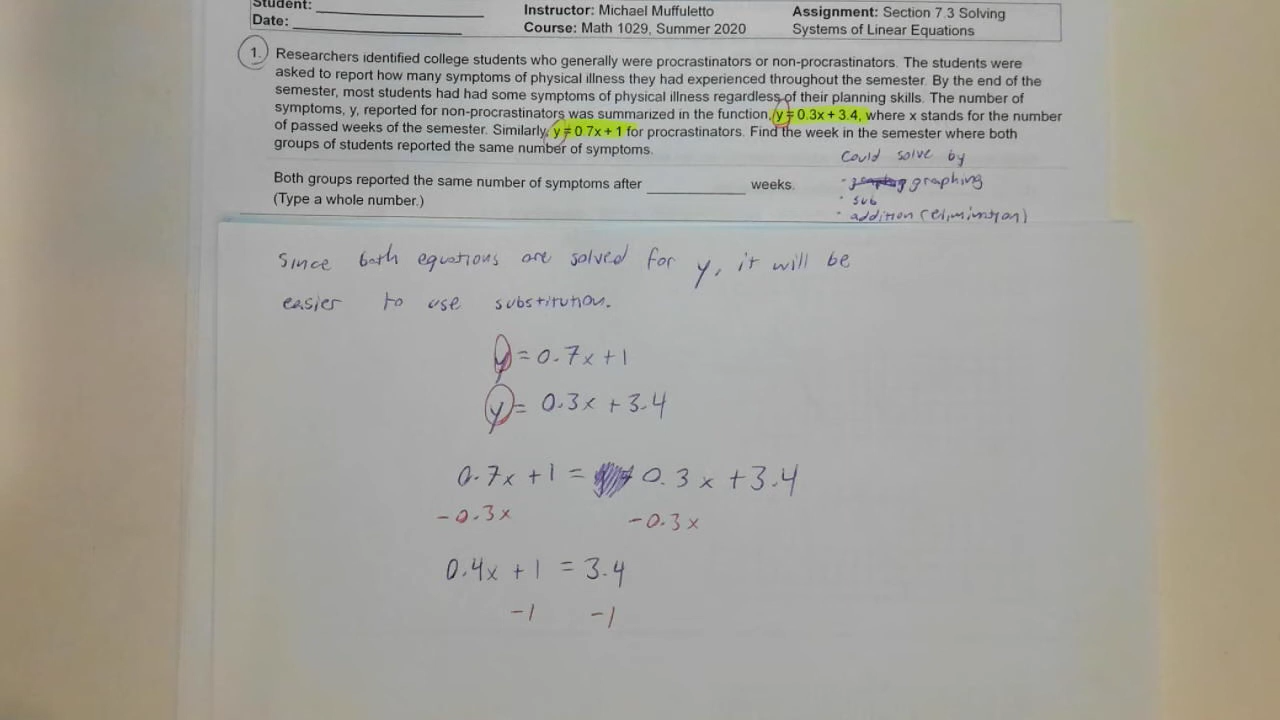 Student:
Date:
Instructor: Michael Muffuletto
Course: Math 1029, Summer 2020
Assignment: Section 7.3 Solving
Systems of Linear Equations
1. Researchers identified college students who generally were procrastinators or non-procrastinators. The students were
asked to report how many symptoms of physical illness they had experienced throughout the semester. By the end of the
semester, most students had had some symptoms of physical illness regardless of their planning skills. The number of
symptoms, y, reported for non-procrastinators was summarized in the function, y = 0.3x + 3.4, where x stands for the number
of passed weeks of the semester. Similarly, y = 0.7x + 1 for procrastinators. Find the week in the semester where both
groups of students reported the same number of symptoms.
Both groups reported the same number of symptoms after ____________ weeks.
(Type a whole number.)
Could solve by
- graphing
· sub
· addition (elimination)
Since both equations are solved for y, it will be
easier to use substitution.
y = 0.7x + 1
y = 0.3x + 3.4
0.7x + 1 = 0.3x + 3.4
-0.3x -0.3x
0.4x + 1 = 3.4
-1 -1